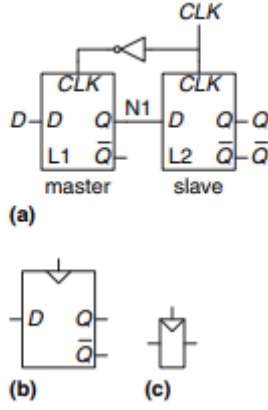 CLK
CLK CLK
D D Q N1 D Q Q
L1 Q̅ L2 Q̅ Q̅
master slave
(a)
D Q
Q̅
(b) (c)